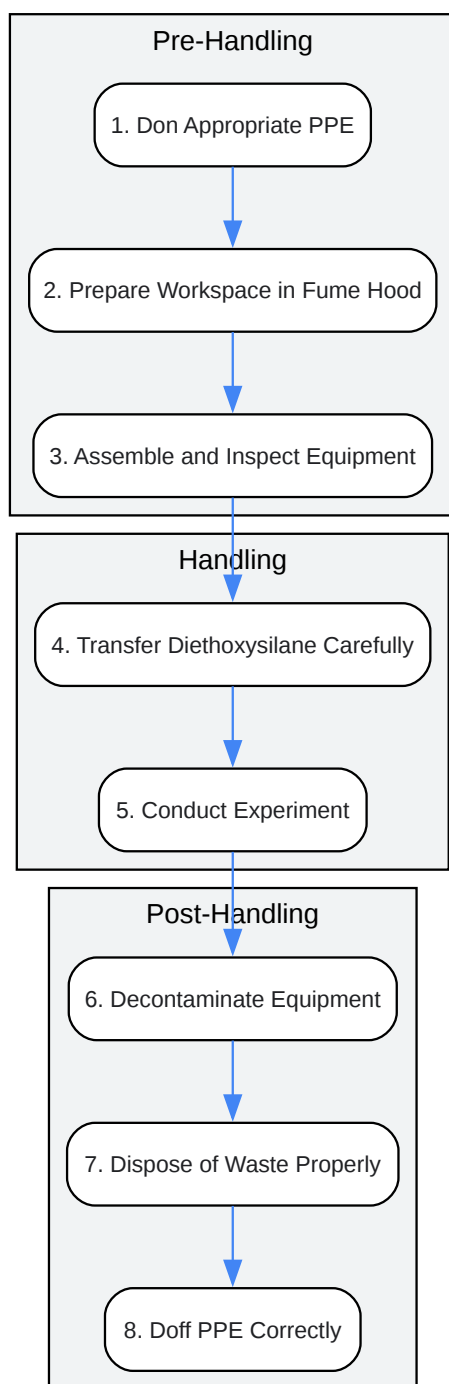 Pre-Handling
1. Don Appropriate PPE
2. Prepare Workspace in Fume Hood
3. Assemble and Inspect Equipment
Handling
4. Transfer Diethoxysilane Carefully
5. Conduct Experiment
Post-Handling
6. Decontaminate Equipment
7. Dispose of Waste Properly
8. Doff PPE Correctly